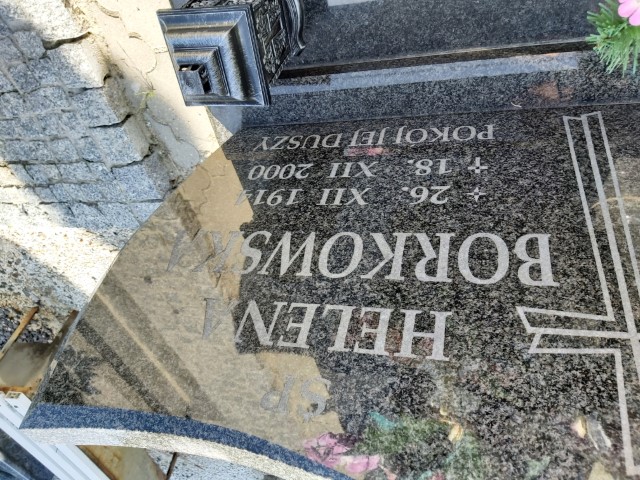 ŚP
HELENA
BORKOWSKA
+ 26. XII 1914
+ 18. XII 2000
POKÓJ JEJ DUSZY